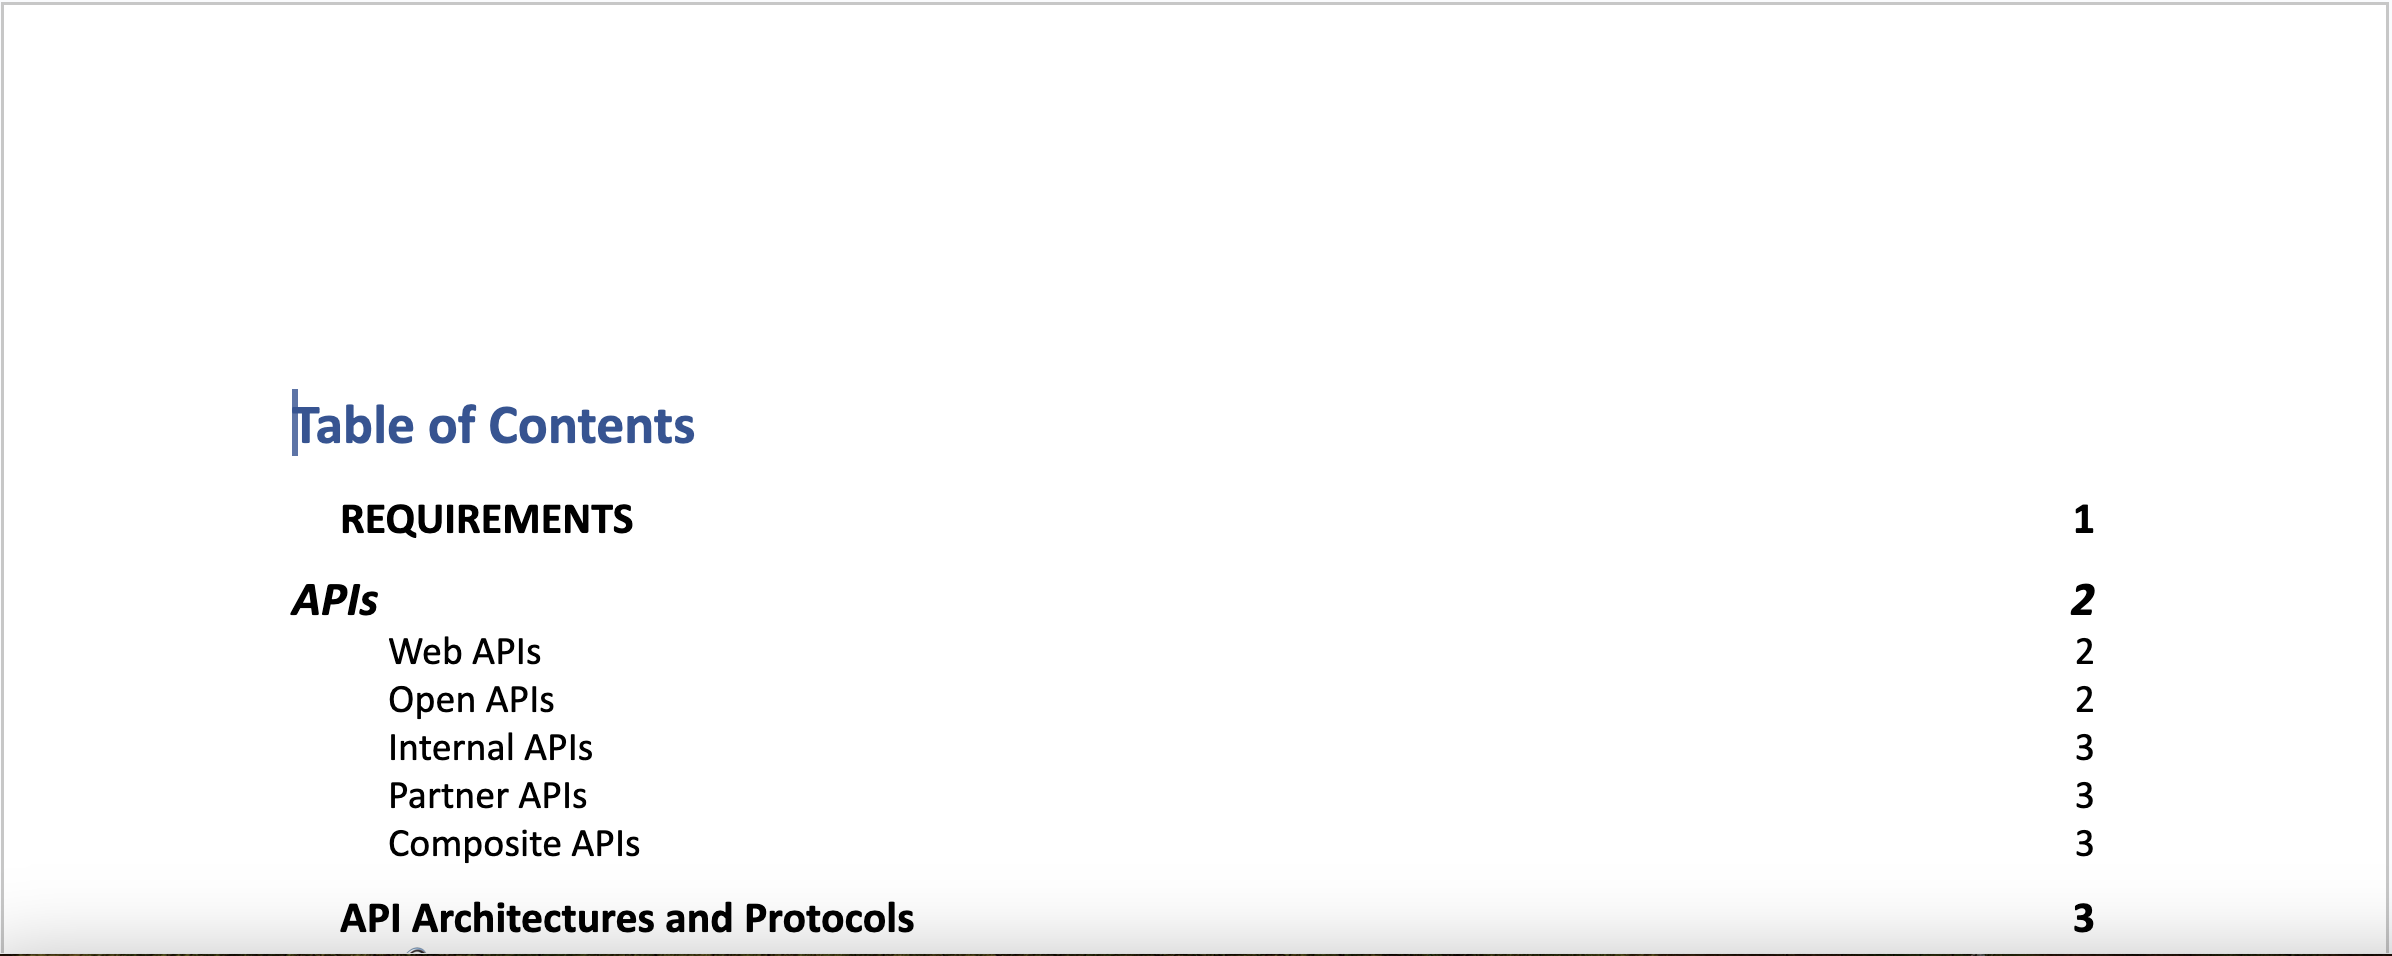 Table of Contents
REQUIREMENTS 1
APIs 2
Web APIs 2
Open APIs 2
Internal APIs 3
Partner APIs 3
Composite APIs 3
API Architectures and Protocols 3